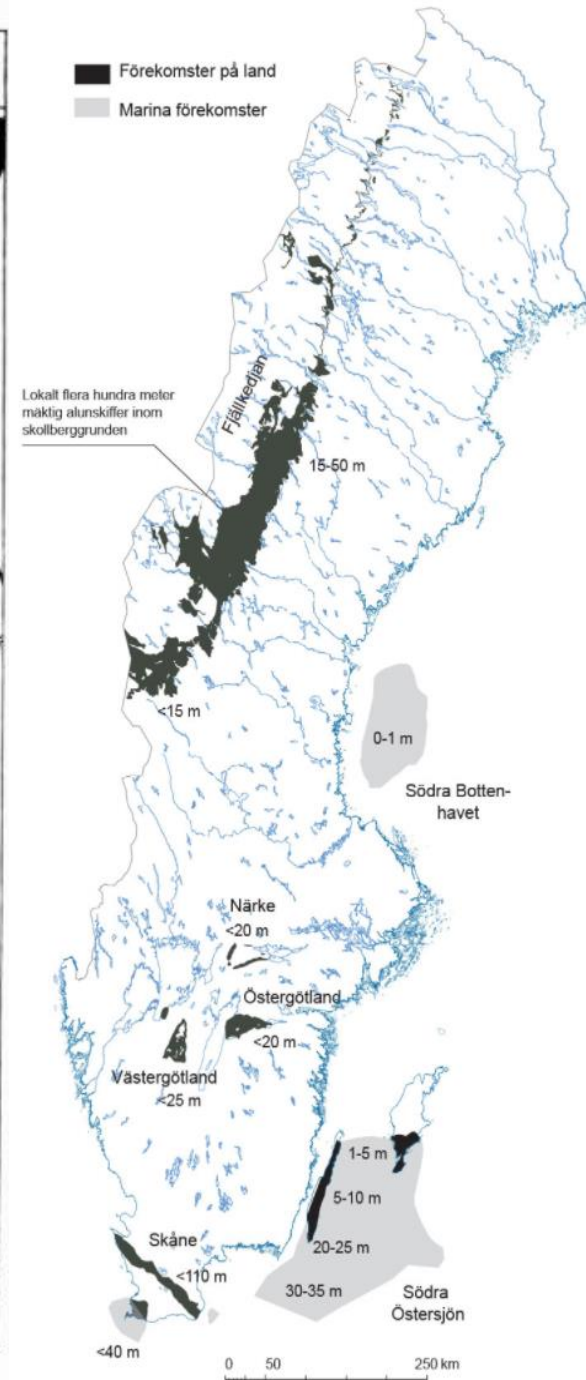 Förekomster på land
Marina förekomster
Lokalt flera hundra meter
mäktig alunskiffer inom
skollberggrunden
Fjällkedjan
15-50 m
<15 m
0-1 m
Södra Botten-
havet
Närke
<20 m
Östergötland
<20 m
Västergötland
<25 m
1-5 m
5-10 m
20-25 m
30-35 m
Södra
Östersjön
Skåne
<110 m
<40 m
0 50 250 km